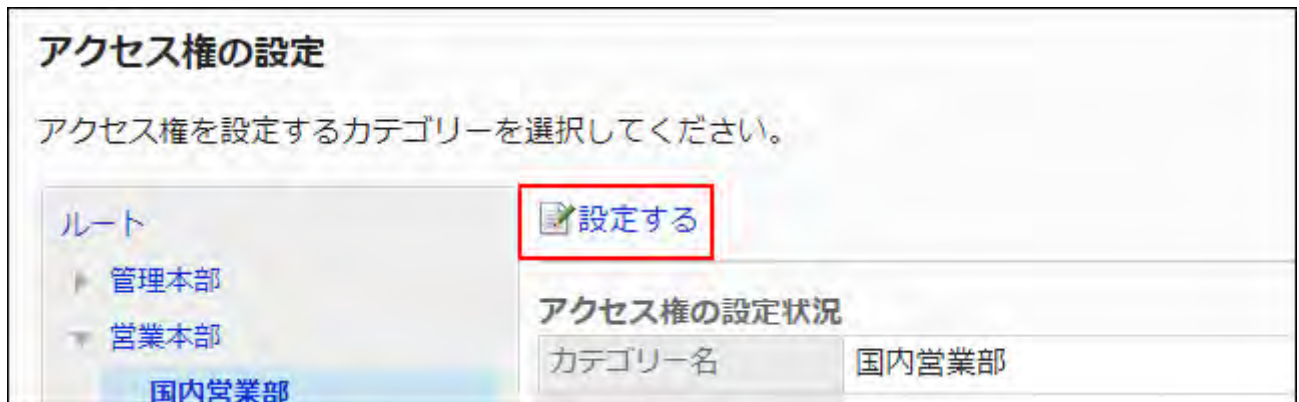 アクセス権の設定
アクセス権を設定するカテゴリーを選択してください。
ルート
管理本部
営業本部
国内営業部
設定する
アクセス権の設定状況
カテゴリー名 国内営業部